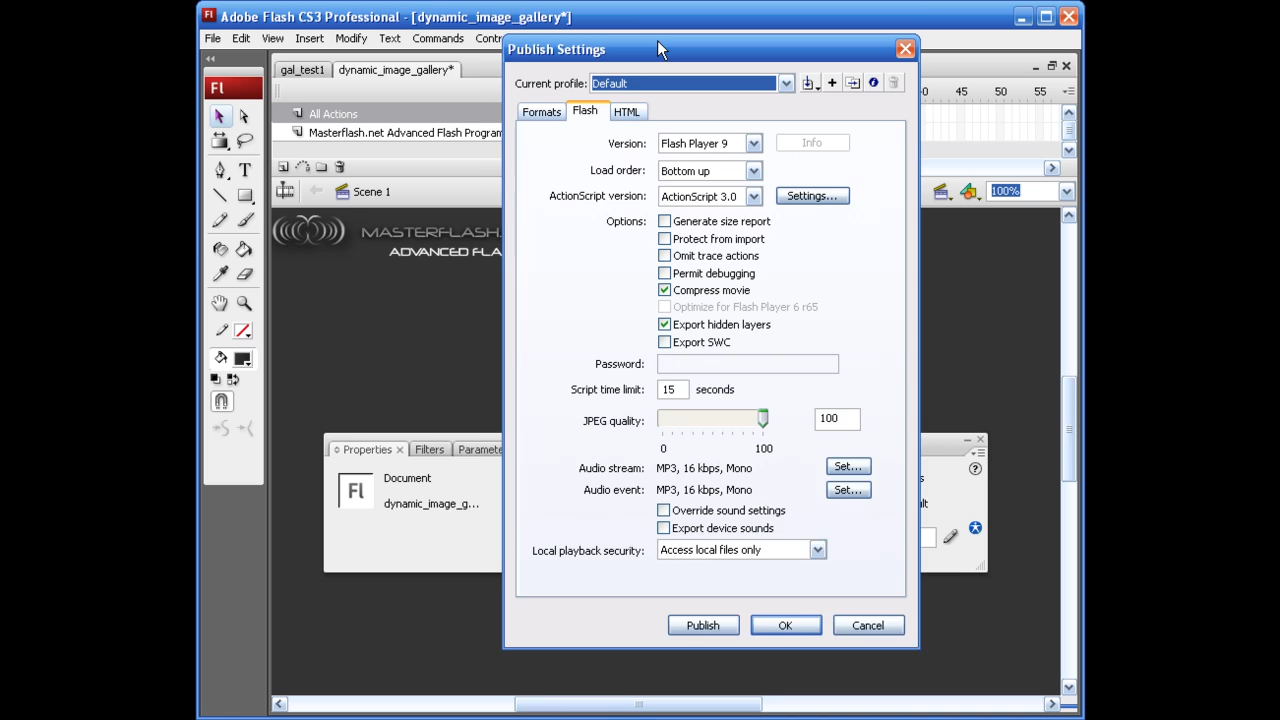 Adobe Flash CS3 Professional - [dynamic_image_gallery*]
File Edit View Insert Modify Text Commands
Publish Settings
gal_test1 dynamic_image_gallery*
Current profile: Default
45 50 55
All Actions
Formats Flash HTML
Masterflash.net Advanced Flash
Version: Flash Player 9 Info
Load order: Bottom up
Scene 1
ActionScript version: ActionScript 3.0 Settings...
100%
Options: Generate size report
Protect from import
Omit trace actions
Permit debugging
Compress movie
Optimize for Flash Player 6 r65
Export hidden layers
Export SWC
MASTERFLASH.
ADVANCED
Password:
Script time limit: 15 seconds
JPEG quality: 100
0 100
Properties Filters
Document
dynamic_image_g...
Fl
Audio stream: MP3, 16 kbps, Mono Set...
Audio event: MP3, 16 kbps, Mono Set...
Override sound settings
Export device sounds
Local playback security: Access local files only
Publish OK Cancel